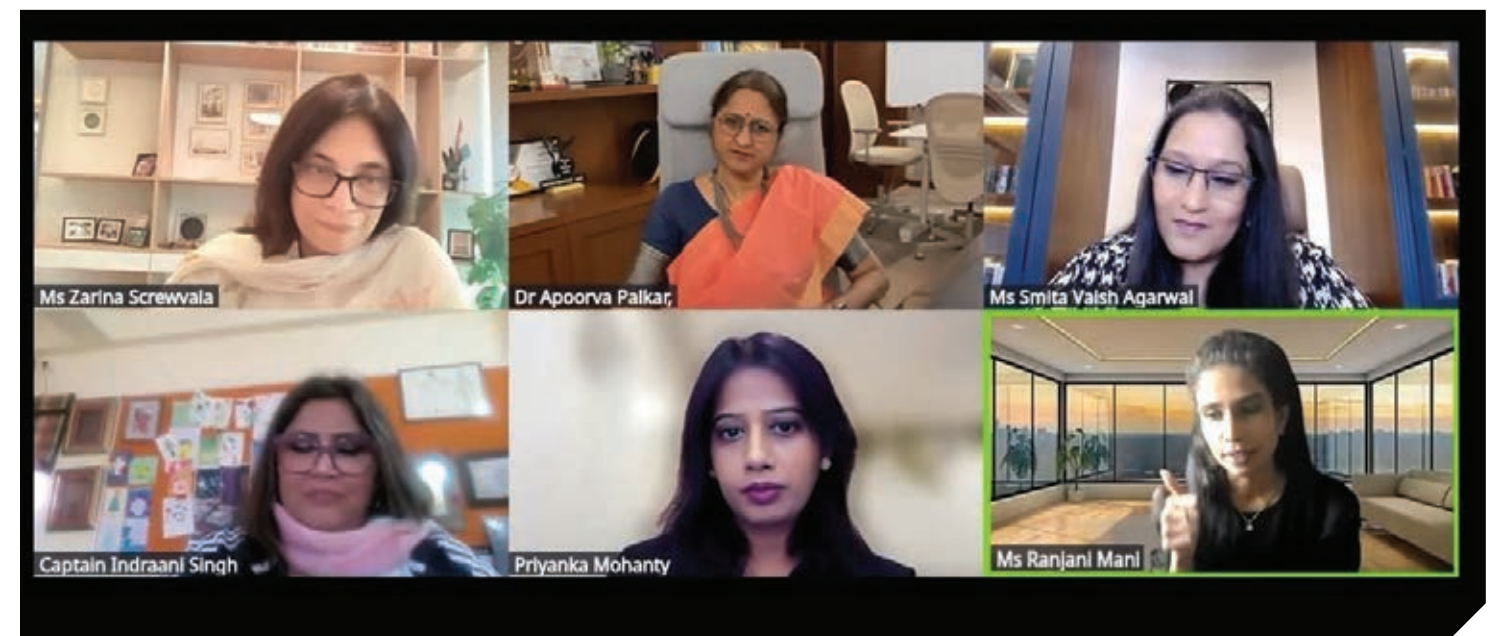 Ms Zarina Screwvala
Dr Apoorva Palkar,
Ms Smita Vaish Agarwal
Captain Indraani Singh
Priyanka Mohanty
Ms Ranjani Mani